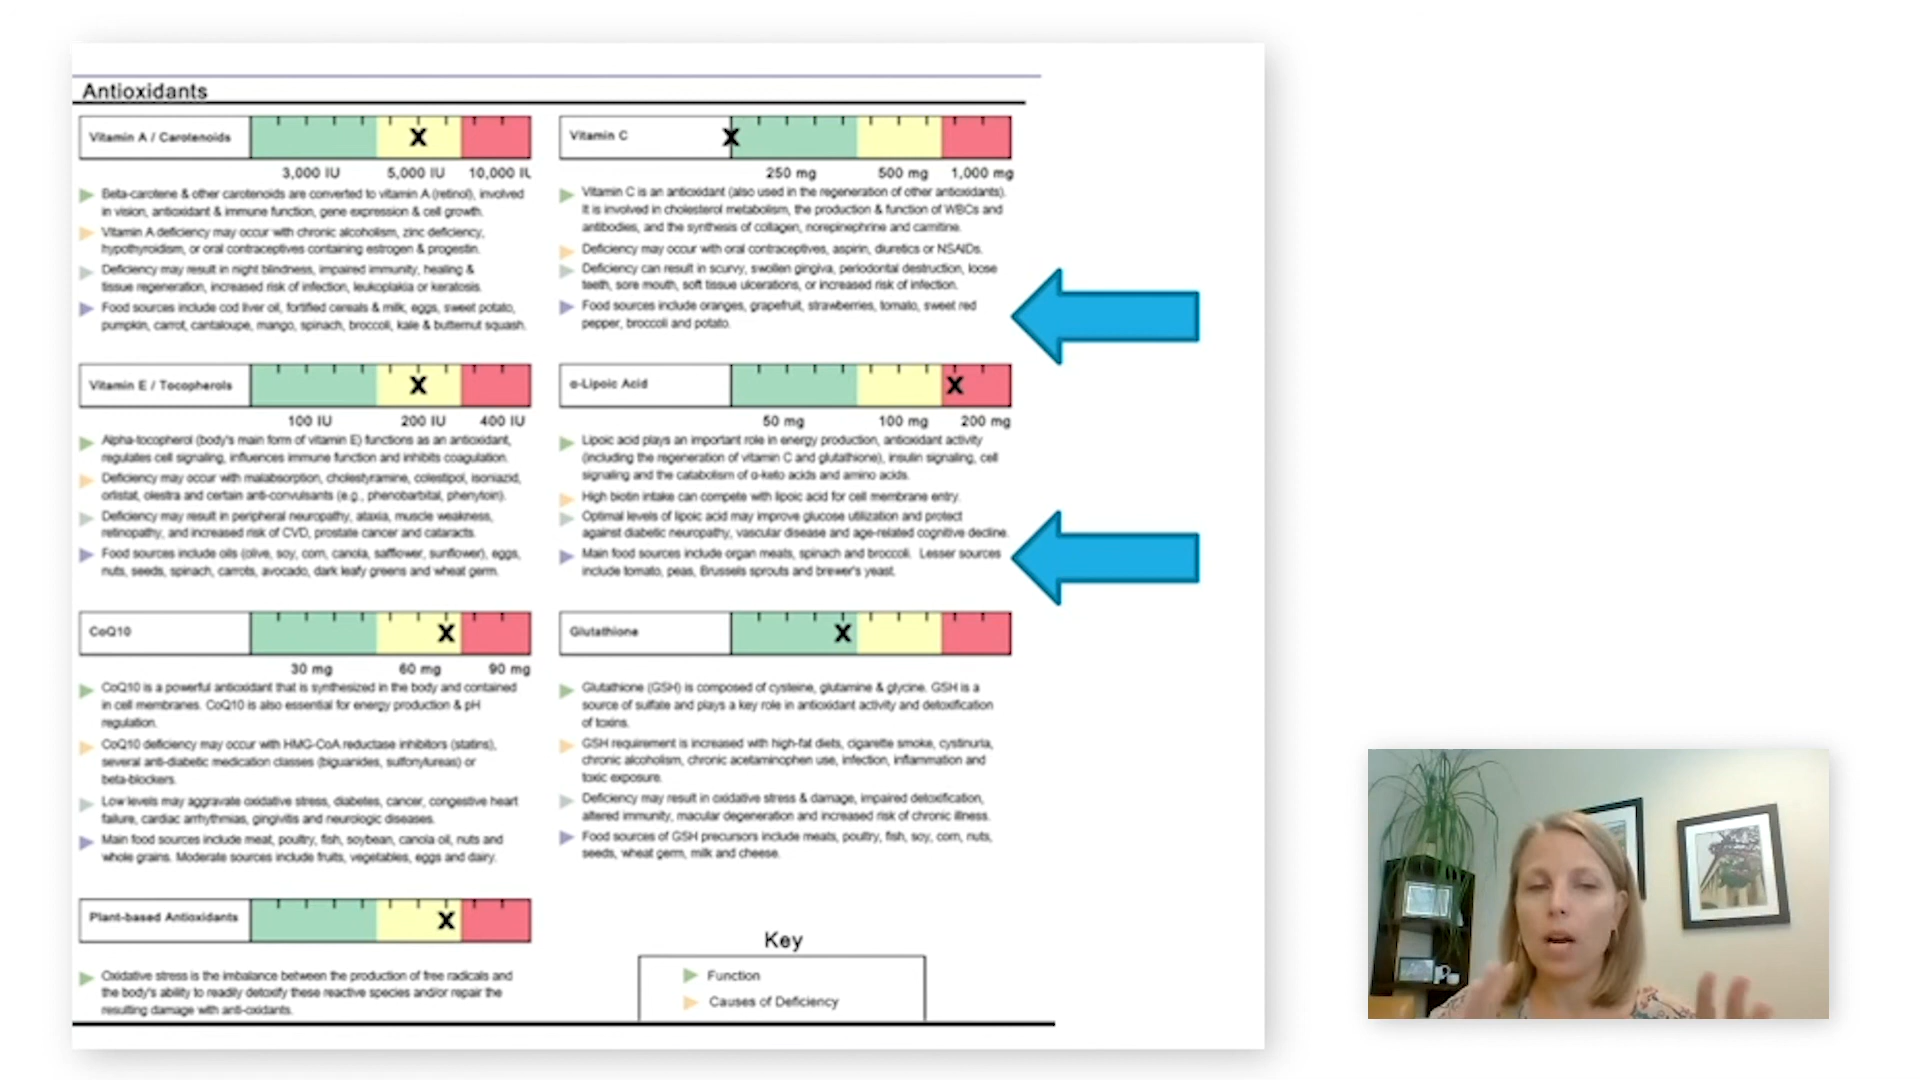 Antioxidants
Vitamin A / Carotenoids
X
3,000 IU 5,000 IU 10,000 IU
Beta-carotene & other carotenoids are converted to vitamin A (retinol), involved
in vision, antioxidant & immune function, gene expression & cell growth.
Vitamin A deficiency may occur with chronic alcoholism, zinc deficiency,
hypothyroidism, or oral contraceptives containing estrogen & progestin.
Deficiency may result in night blindness, impaired immunity, healing &
tissue regeneration, increased risk of infection, leukoplakia or keratosis.
Food sources include cod liver oil, fortified cereals & milk, eggs, sweet potato,
pumpkin, carrot, cantaloupe, mango, spinach, broccoli, kale & butternut squash.
Vitamin E / Tocopherols
X
100 IU 200 IU 400 IU
Alpha-tocopherol (body's main form of vitamin E) functions as an antioxidant,
regulates cell signaling, influences immune function and inhibits coagulation.
Deficiency may occur with malabsorption, cholestyramine, colestipol, isoniazid,
orlistat, olestra and certain anti-convulsants (e.g., phenobarbital, phenytoin).
Deficiency may result in peripheral neuropathy, ataxia, muscle weakness,
retinopathy, and increased risk of CVD, prostate cancer and cataracts.
Food sources include oils (olive, soy, corn, canola, safflower, sunflower), eggs,
nuts, seeds, spinach, carrots, avocado, dark leafy greens and wheat germ.
CoQ10
X
30 mg 60 mg 90 mg
CoQ10 is a powerful antioxidant that is synthesized in the body and contained
in cell membranes. CoQ10 is also essential for energy production & pH
regulation.
CoQ10 deficiency may occur with HMG-CoA reductase inhibitors (statins),
several anti-diabetic medication classes (biguanides, sulfonylureas) or
beta-blockers.
Low levels may aggravate oxidative stress, diabetes, cancer, congestive heart
failure, cardiac arrhythmias, gingivitis and neurologic diseases.
Main food sources include meat, poultry, fish, soybean, canola oil, nuts and
whole grains. Moderate sources include fruits, vegetables, eggs and dairy.
Plant-based Antioxidants
X
Oxidative stress is the imbalance between the production of free radicals and
the body's ability to readily detoxify these reactive species and/or repair the
resulting damage with anti-oxidants.
Vitamin C
X
250 mg 500 mg 1,000 mg
Vitamin C is an antioxidant (also used in the regeneration of other antioxidants).
It is involved in cholesterol metabolism, the production & function of WBCs and
antibodies, and the synthesis of collagen, norepinephrine and carnitine.
Deficiency may occur with oral contraceptives, aspirin, diuretics or NSAIDs.
Deficiency can result in scurvy, swollen gingiva, periodontal destruction, loose
teeth, sore mouth, soft tissue ulcerations, or increased risk of infection.
Food sources include oranges, grapefruit, strawberries, tomato, sweet red
pepper, broccoli and potato.
α-Lipoic Acid
X
50 mg 100 mg 200 mg
Lipoic acid plays an important role in energy production, antioxidant activity
(including the regeneration of vitamin C and glutathione), insulin signaling, cell
signaling and the catabolism of α-keto acids and amino acids.
High biotin intake can compete with lipoic acid for cell membrane entry.
Optimal levels of lipoic acid may improve glucose utilization and protect
against diabetic neuropathy, vascular disease and age-related cognitive decline.
Main food sources include organ meats, spinach and broccoli. Lesser sources
include tomato, peas, Brussels sprouts and brewer's yeast.
Glutathione
X
Glutathione (GSH) is composed of cysteine, glutamine & glycine. GSH is a
source of sulfate and plays a key role in antioxidant activity and detoxification
of toxins.
GSH requirement is increased with high-fat diets, cigarette smoke, cystinuria,
chronic alcoholism, chronic acetaminophen use, infection, inflammation and
toxic exposure.
Deficiency may result in oxidative stress & damage, impaired detoxification,
altered immunity, macular degeneration and increased risk of chronic illness.
Food sources of GSH precursors include meats, poultry, fish, soy, corn, nuts,
seeds, wheat germ, milk and cheese.
Key
Function
Causes of Deficiency